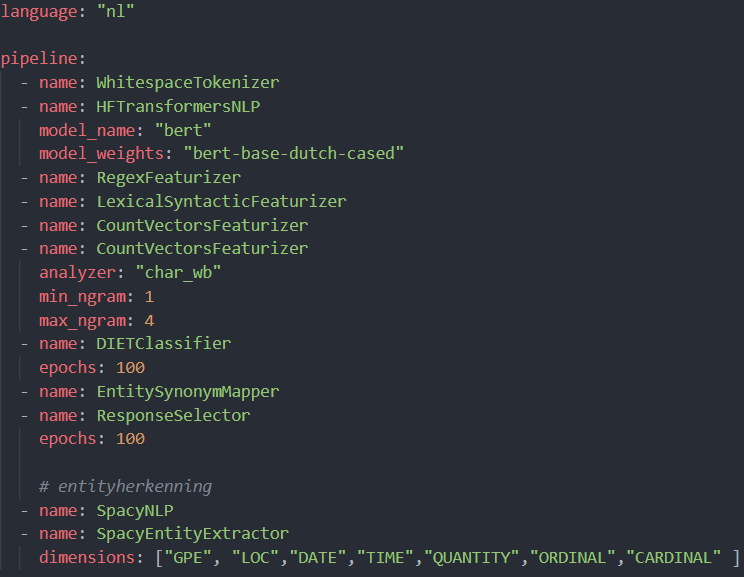 language: "nl"

pipeline:
  - name: WhitespaceTokenizer
  - name: HFTransformersNLP
    model_name: "bert"
    model_weights: "bert-base-dutch-cased"
  - name: RegexFeaturizer
  - name: LexicalSyntacticFeaturizer
  - name: CountVectorsFeaturizer
  - name: CountVectorsFeaturizer
    analyzer: "char_wb"
    min_ngram: 1
    max_ngram: 4
  - name: DIETClassifier
    epochs: 100
  - name: EntitySynonymMapper
  - name: ResponseSelector
    epochs: 100

    # entityherkenning
  - name: SpacyNLP
  - name: SpacyEntityExtractor
    dimensions: ["GPE", "LOC","DATE","TIME","QUANTITY","ORDINAL","CARDINAL" ]